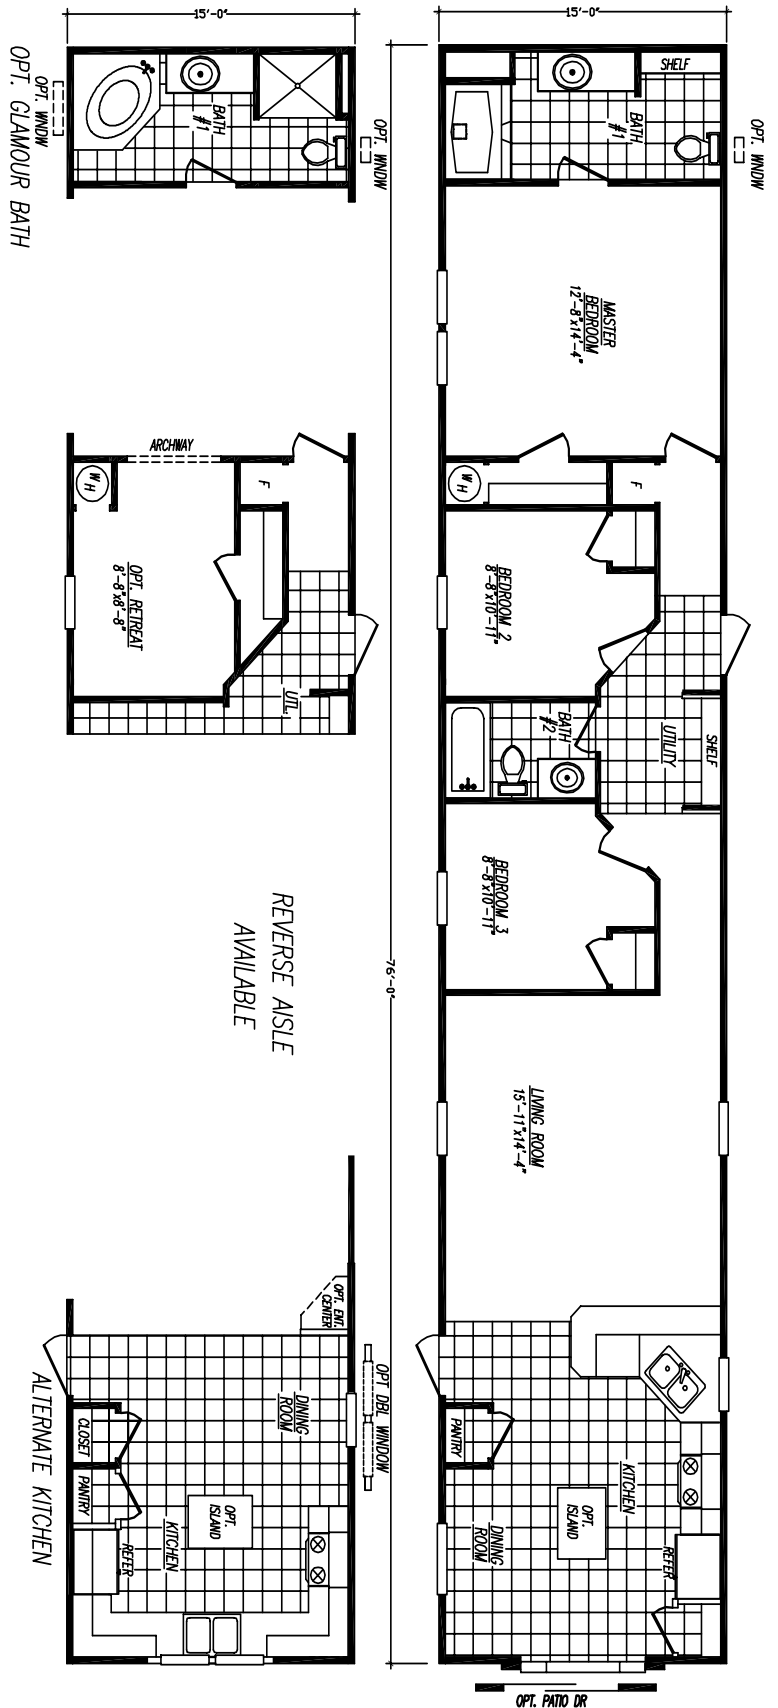 15'-0"
15'-0"
OPT. WNDW
OPT. GLAMOUR BATH
BATH
#1
OPT. WNDW
SHELF
BATH
#1
OPT. WNDW
MASTER
BEDROOM
12'-8"x14'-4"
ARCHWAY
W H
F
OPT. RETREAT
8'-8"x8'-8"
UTL.
W H
F
BEDROOM 2
8'-8"x10'-11"
BATH
#2
UTILITY
SHELF
BEDROOM 3
8'-8"x10'-11"
REVERSE AISLE
AVAILABLE
76'-0"
LIVING ROOM
15'-11"x14'-4"
OPT. ENT.
CENTER
DINING
ROOM
OPT DBL WINDOW
CLOSET
PANTRY
OPT.
ISLAND
KITCHEN
REFER
ALTERNATE KITCHEN
PANTRY
KITCHEN
OPT.
ISLAND
DINING
ROOM
REFER
OPT. PATIO DR